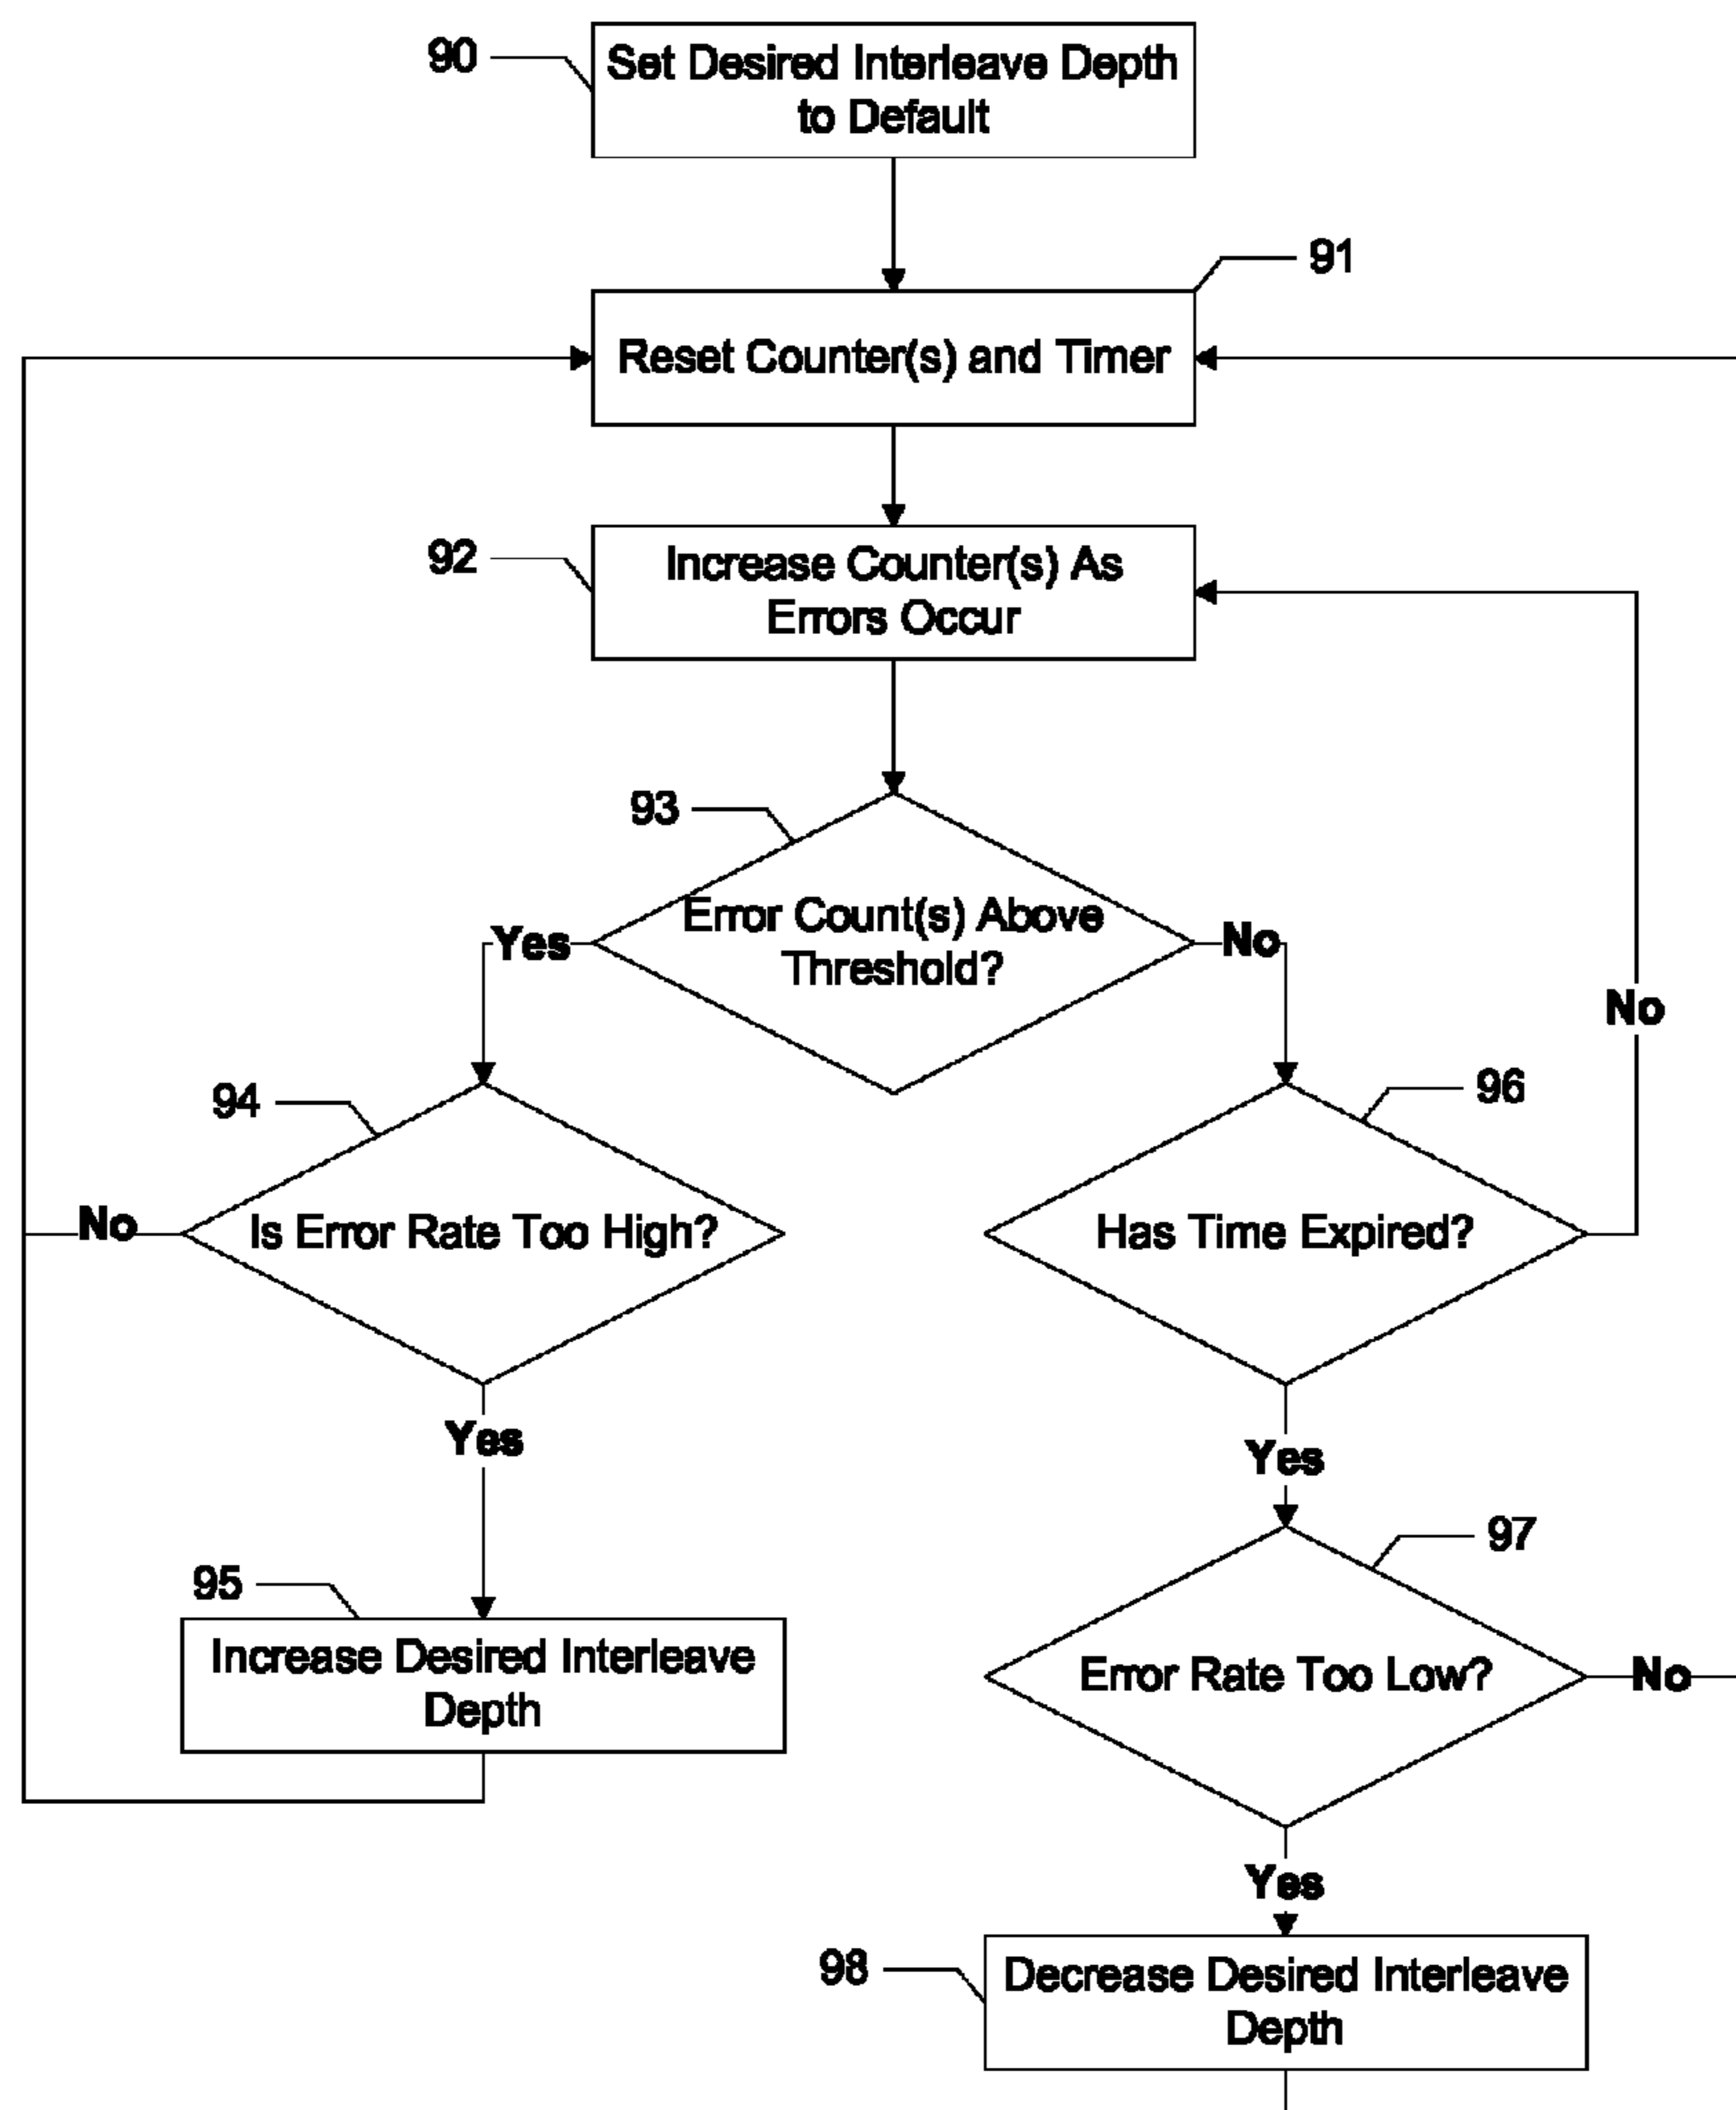 90
Set Desired Interleave Depth
to Default
91
Reset Counter(s) and Timer
92
Increase Counter(s) As
Errors Occur
93
Error Count(s) Above
Threshold?
Yes
No
No
94
96
Is Error Rate Too High?
Has Time Expired?
No
Yes
Yes
95
97
Increase Desired Interleave
Depth
Error Rate Too Low?
No
Yes
98
Decrease Desired Interleave
Depth